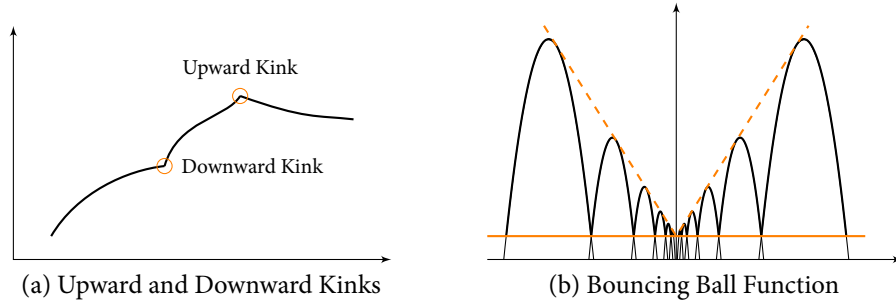 Upward Kink
Downward Kink
(a) Upward and Downward Kinks
(b) Bouncing Ball Function